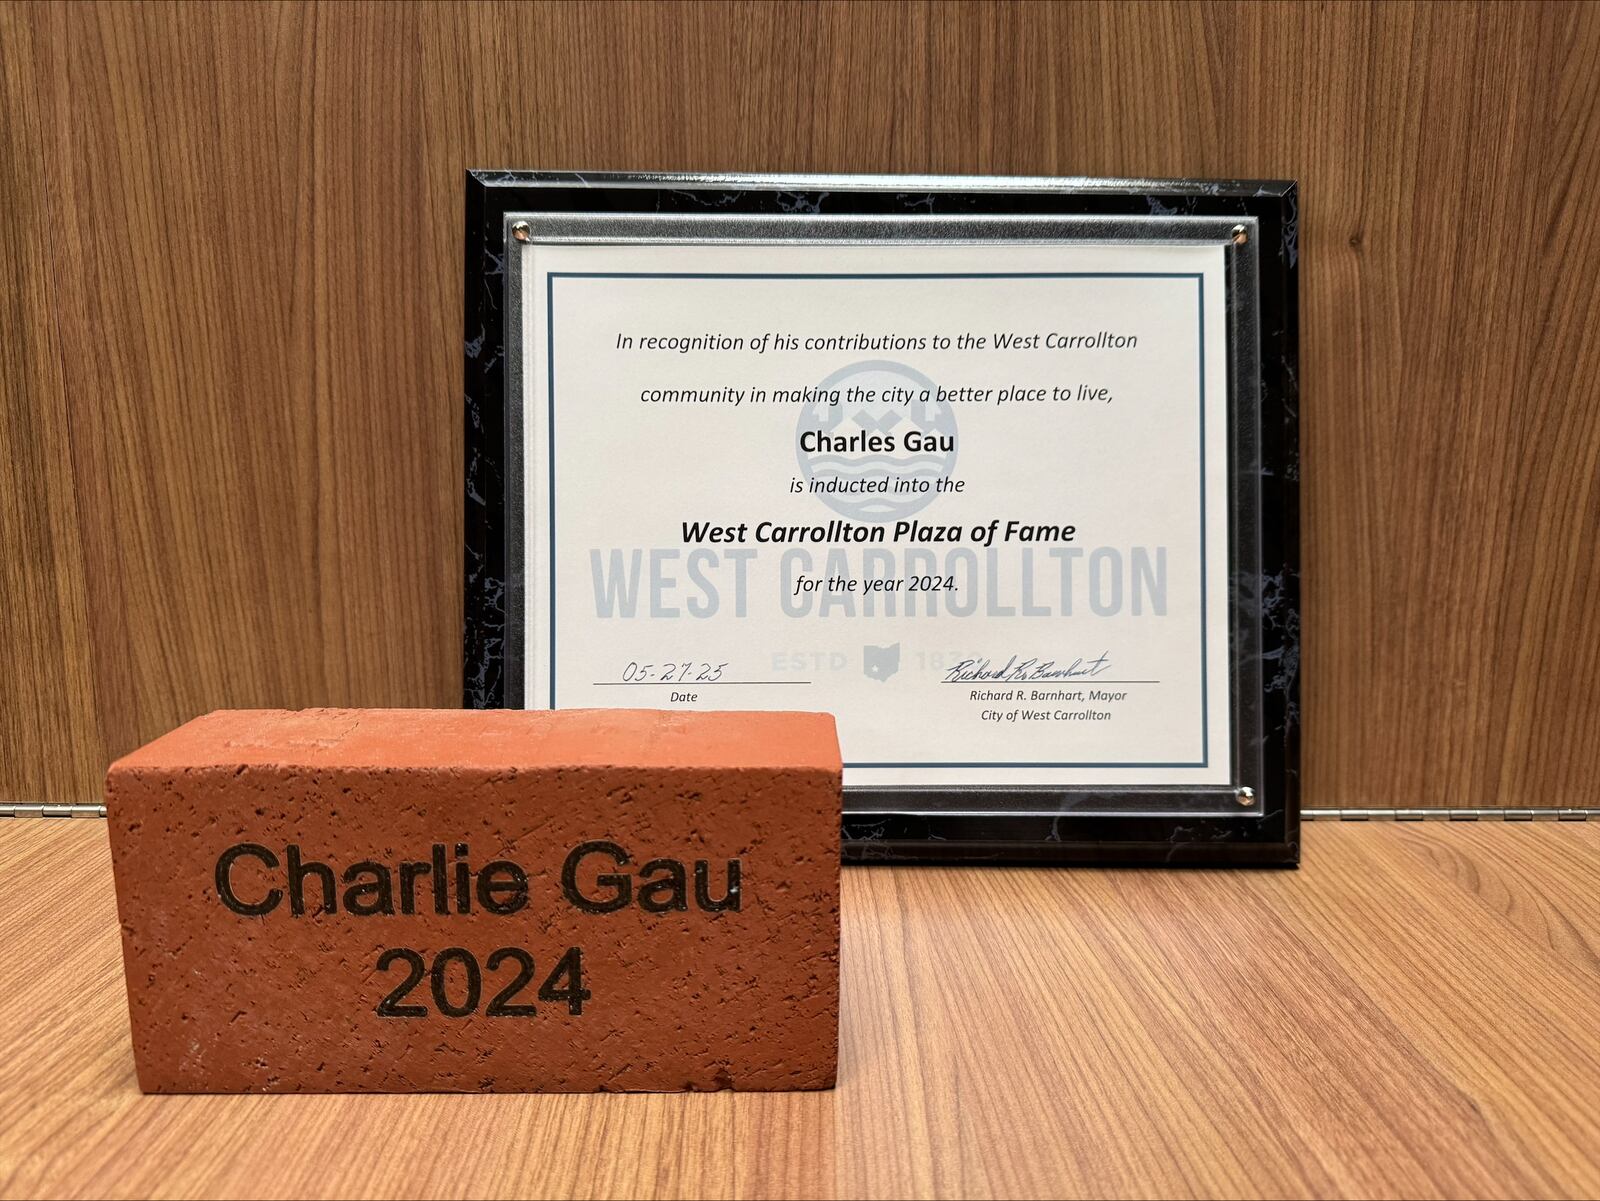 In recognition of his contributions to the West Carrollton
community in making the city a better place to live,
Charles Gau
is inducted into the
West Carrollton Plaza of Fame
WEST CARROLLTON
for the year 2024.
ESTD
05-27-25
Richard R. Barnhart
Date
Richard R. Barnhart, Mayor
City of West Carrollton
Charlie Gau
2024